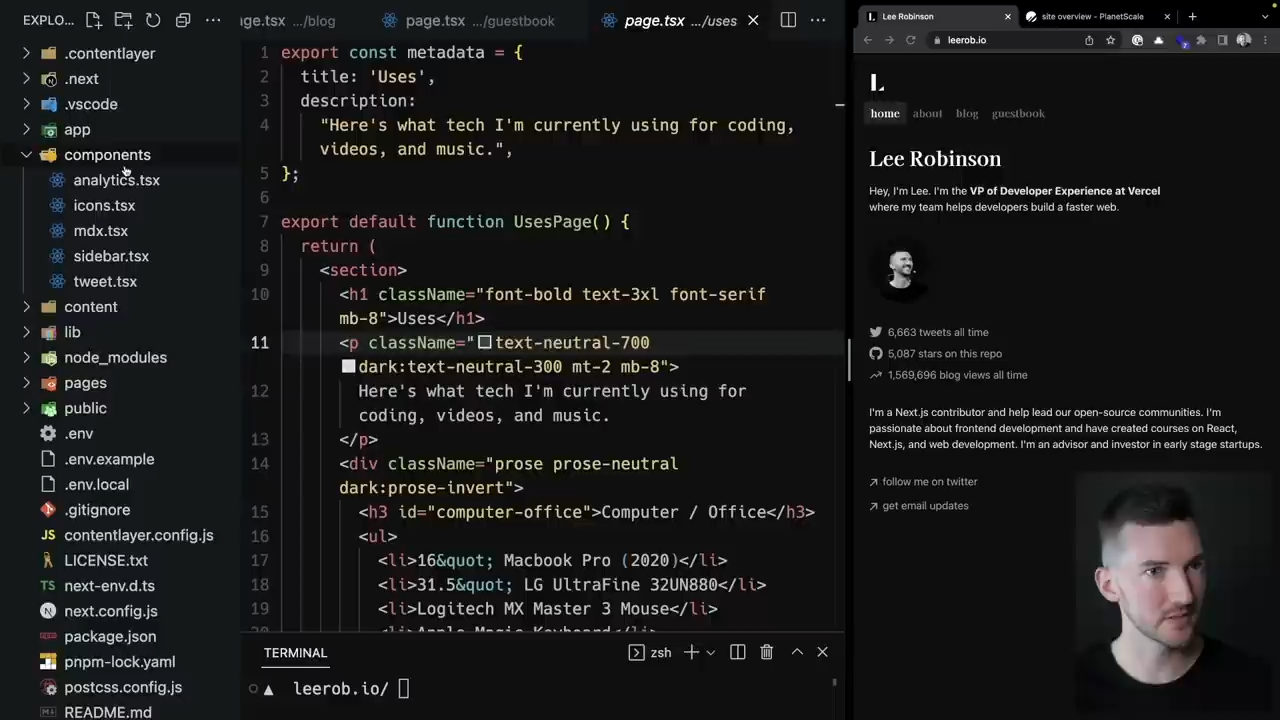 EXPLO...
.contentlayer
.next
.vscode
app
components
analytics.tsx
icons.tsx
mdx.tsx
sidebar.tsx
tweet.tsx
content
lib
node_modules
pages
public
.env
.env.example
.env.local
.gitignore
JS contentlayer.config.js
LICENSE.txt
TS next-env.d.ts
JS next.config.js
package.json
pnpm-lock.yaml
postcss.config.js
README.md
age.tsx .../blog
page.tsx .../guestbook
page.tsx .../uses
1 export const metadata = {
2 title: 'Uses',
3 description:
4 "Here's what tech I'm currently using for coding,
videos, and music.",
5 };
6
7 export default function UsesPage() {
8 return (
9 <section>
10 <h1 className="font-bold text-3xl font-serif
mb-8">Uses</h1>
11 <p className="text-neutral-700
dark:text-neutral-300 mt-2 mb-8">
12 Here's what tech I'm currently using for
coding, videos, and music.
13 </p>
14 <div className="prose prose-neutral
dark:prose-invert">
15 <h3 id="computer-office">Computer / Office</h3>
16 <ul>
17 <li>16&quot; Macbook Pro (2020)</li>
18 <li>31.5&quot; LG UltraFine 32UN880</li>
19 <li>Logitech MX Master 3 Mouse</li>
20 <li>Apple Magic Keyboard</li>
TERMINAL
zsh
leerob.io/
Lee Robinson
site overview - PlanetScale
leerob.io
L
home about blog guestbook
Lee Robinson
Hey, I'm Lee. I'm the VP of Developer Experience at Vercel
where my team helps developers build a faster web.
6,663 tweets all time
5,087 stars on this repo
1,569,696 blog views all time
I'm a Next.js contributor and help lead our open-source communities. I'm
passionate about frontend development and have created courses on React,
Next.js, and web development. I'm an advisor and investor in early stage startups.
follow me on twitter
get email updates